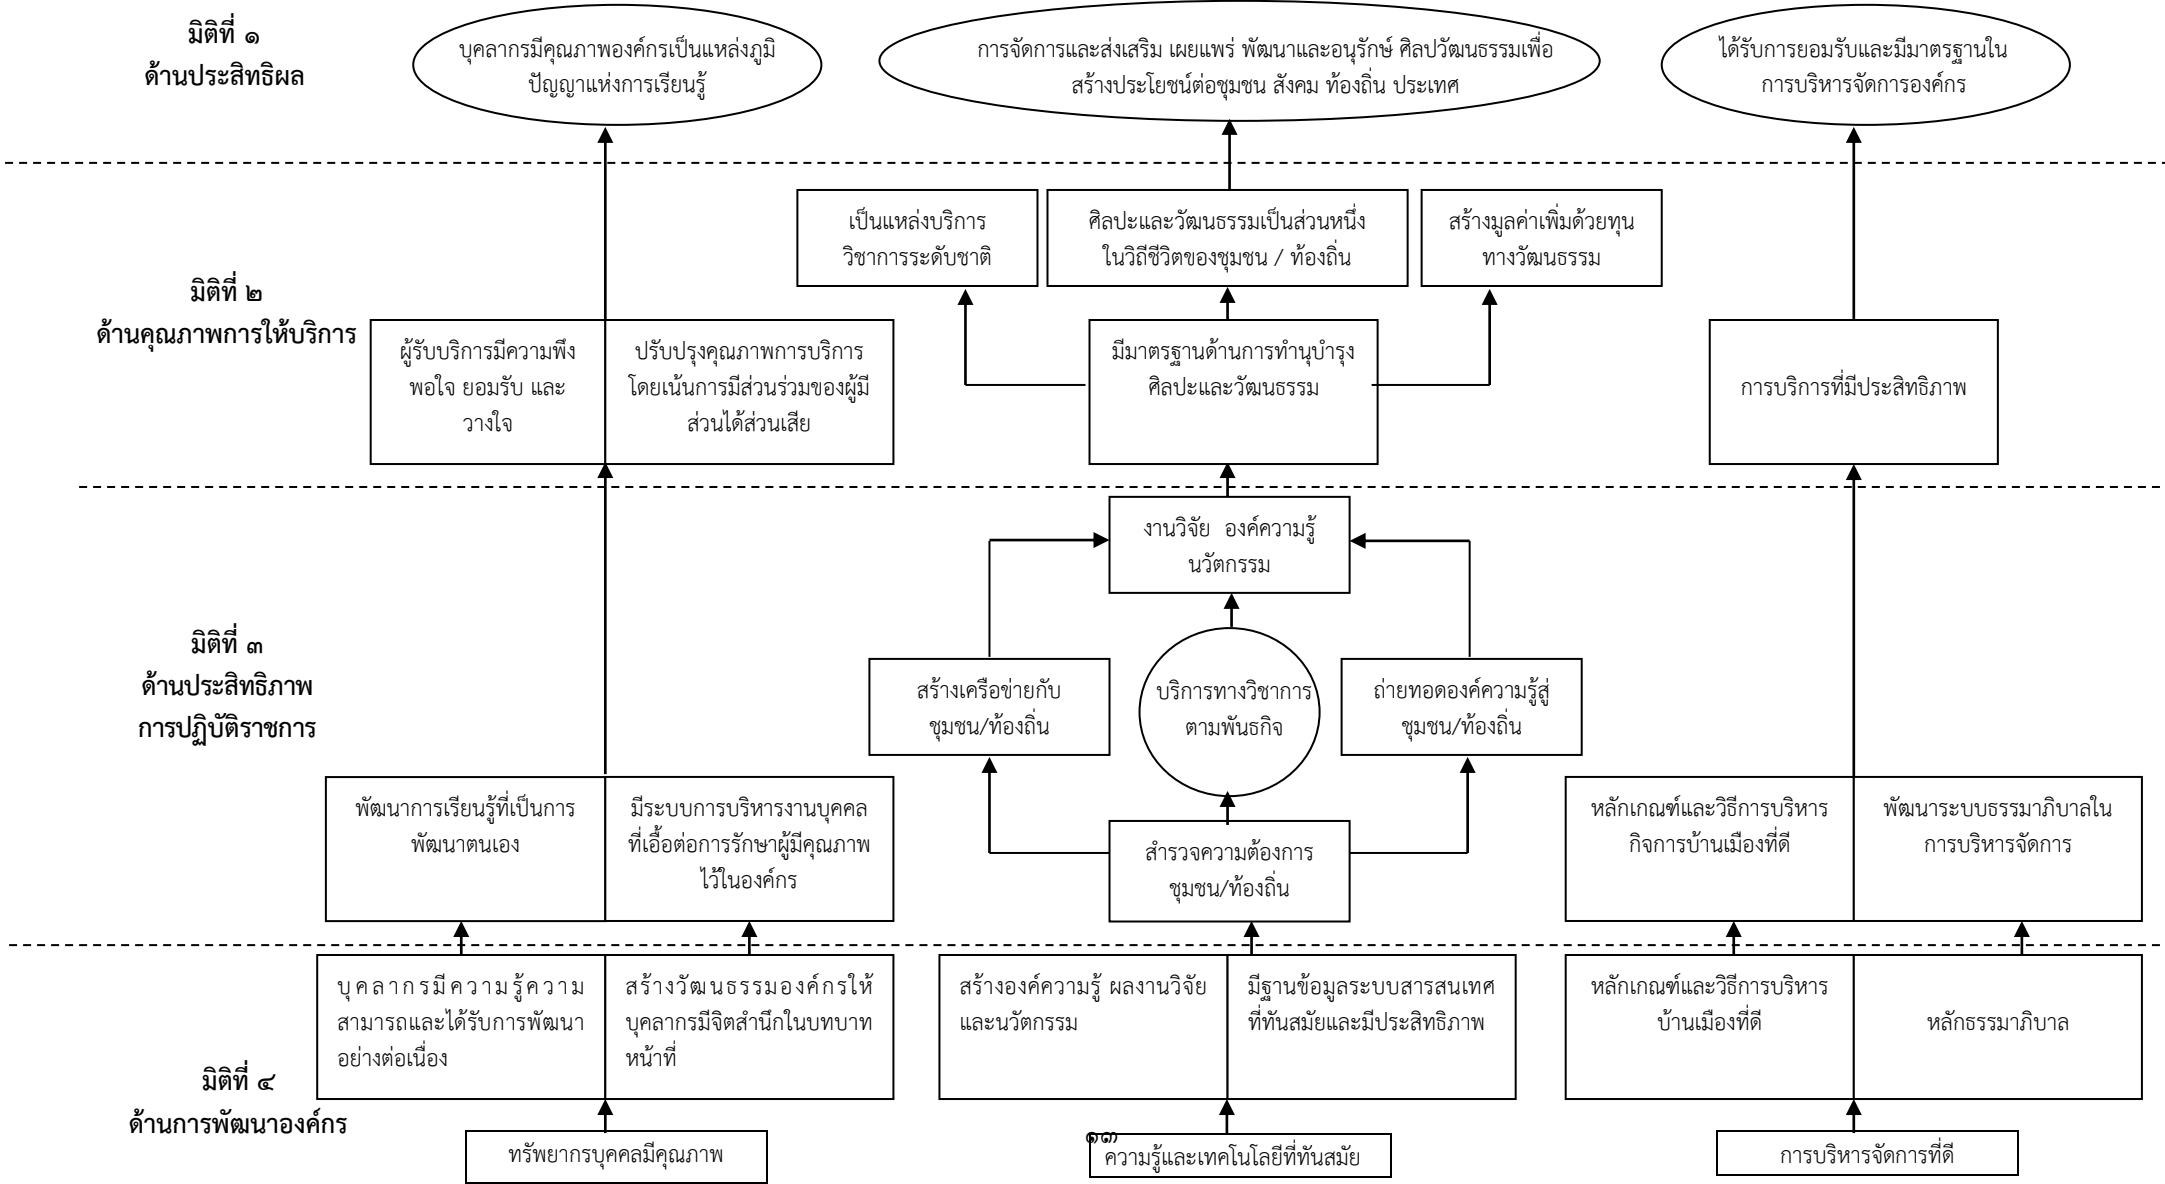 มิติที่ ๑
ด้านประสิทธิผล
บุคลากรมีคุณภาพองค์กรเป็นแหล่งภูมิ
ปัญญาแห่งการเรียนรู้
การจัดการและส่งเสริม เผยแพร่ พัฒนาและอนุรักษ์ ศิลปวัฒนธรรมเพื่อ
สร้างประโยชน์ต่อชุมชน สังคม ท้องถิ่น ประเทศ
ได้รับการยอมรับและมีมาตรฐานใน
การบริหารจัดการองค์กร
มิติที่ ๒
ด้านคุณภาพการให้บริการ
เป็นแหล่งบริการ
วิชาการระดับชาติ
ศิลปะและวัฒนธรรมเป็นส่วนหนึ่ง
ในวิถีชีวิตของชุมชน / ท้องถิ่น
สร้างมูลค่าเพิ่มด้วยทุน
ทางวัฒนธรรม
ผู้รับบริการมีความพึง
พอใจ ยอมรับ และ
วางใจ
ปรับปรุงคุณภาพการบริการ
โดยเน้นการมีส่วนร่วมของผู้มี
ส่วนได้ส่วนเสีย
มีมาตรฐานด้านการทำนุบำรุง
ศิลปะและวัฒนธรรม
การบริการที่มีประสิทธิภาพ
มิติที่ ๓
ด้านประสิทธิภาพ
การปฏิบัติราชการ
งานวิจัย องค์ความรู้
นวัตกรรม
สร้างเครือข่ายกับ
ชุมชน/ท้องถิ่น
บริการทางวิชาการ
ตามพันธกิจ
ถ่ายทอดองค์ความรู้สู่
ชุมชน/ท้องถิ่น
พัฒนาการเรียนรู้ที่เป็นการ
พัฒนาตนเอง
มีระบบการบริหารงานบุคคล
ที่เอื้อต่อการรักษาผู้มีคุณภาพ
ไว้ในองค์กร
สำรวจความต้องการ
ชุมชน/ท้องถิ่น
หลักเกณฑ์และวิธีการบริหาร
กิจการบ้านเมืองที่ดี
พัฒนาระบบธรรมาภิบาลใน
การบริหารจัดการ
มิติที่ ๔
ด้านการพัฒนาองค์กร
บุคลากรมีความรู้ความ
สามารถและได้รับการพัฒนา
อย่างต่อเนื่อง
สร้างวัฒนธรรมองค์กรให้
บุคลากรมีจิตสำนึกในบทบาท
หน้าที่
สร้างองค์ความรู้ ผลงานวิจัย
และนวัตกรรม
มีฐานข้อมูลระบบสารสนเทศ
ที่ทันสมัยและมีประสิทธิภาพ
หลักเกณฑ์และวิธีการบริหาร
บ้านเมืองที่ดี
หลักธรรมาภิบาล
ทรัพยากรบุคคลมีคุณภาพ
๑๓
ความรู้และเทคโนโลยีที่ทันสมัย
การบริหารจัดการที่ดี